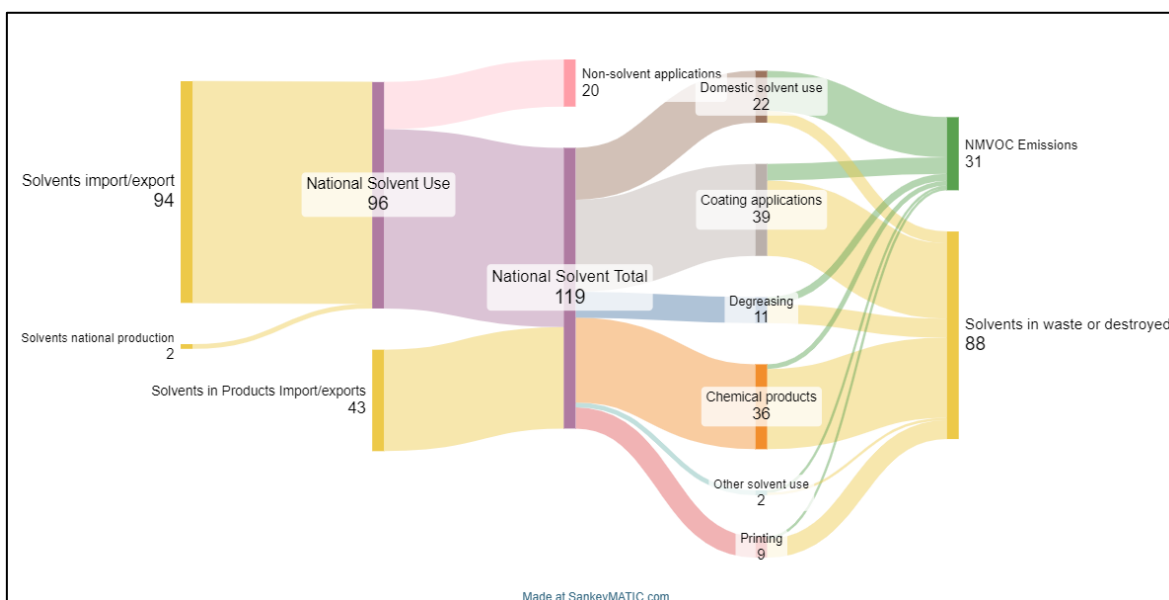 Non-solvent applications
20
Domestic solvent use
22
NMVOC Emissions
31
Solvents import/export
94
National Solvent Use
96
Coating applications
39
National Solvent Total
119
Degreasing
11
Solvents in waste or destroyed
88
Solvents national production
2
Solvents in Products Import/exports
43
Chemical products
36
Other solvent use
2
Printing
9
Made at SankeyMATIC.com